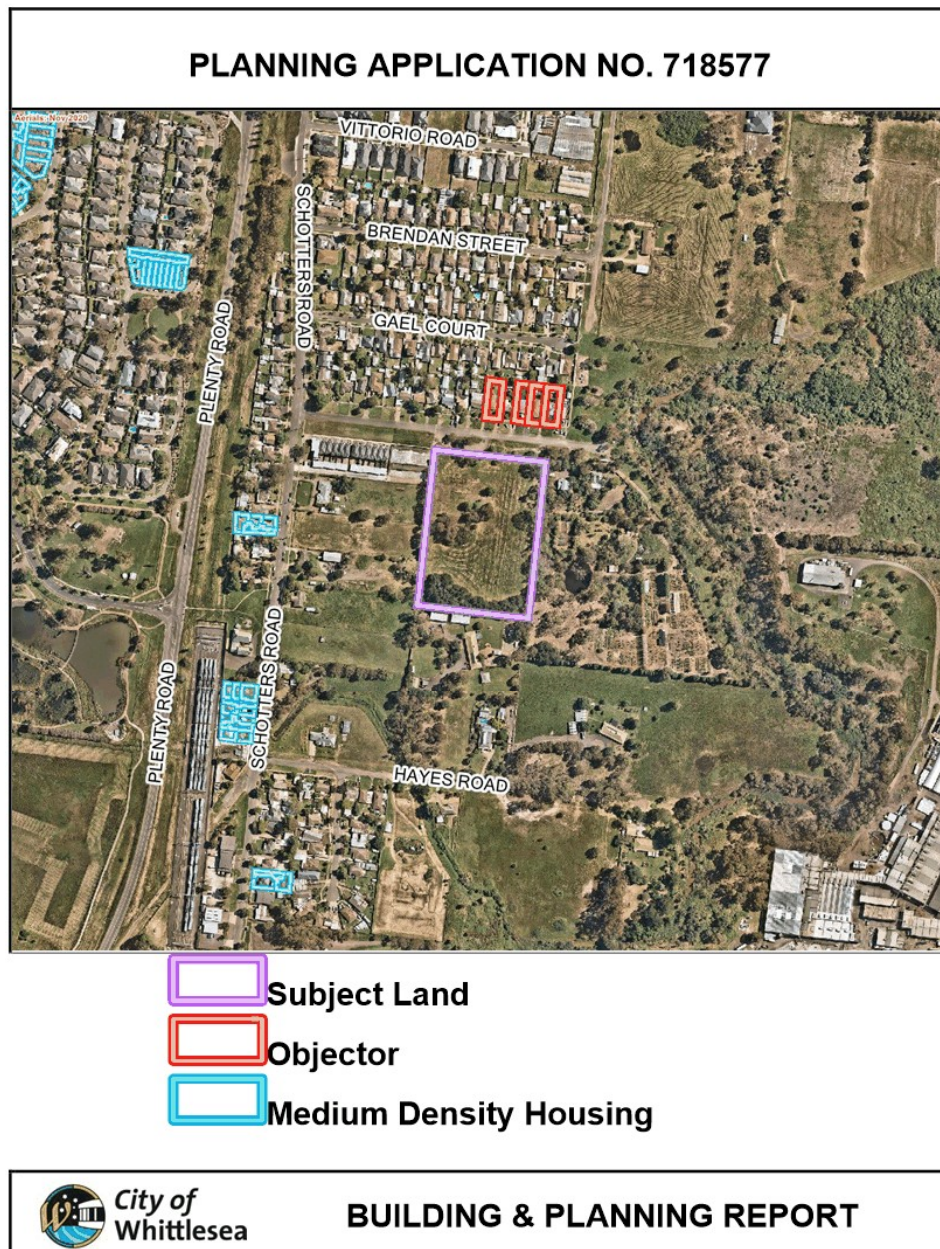 PLANNING APPLICATION NO. 718577
Aerials-Nov 2020
VITTORIO ROAD
SCHOTTERS ROAD
BRENDAN STREET
GAEL COURT
PLENTY ROAD
SCHOTTERS ROAD
PLENTY ROAD
HAYES ROAD
Subject Land
Objector
Medium Density Housing
City of
Whittlesea
BUILDING & PLANNING REPORT